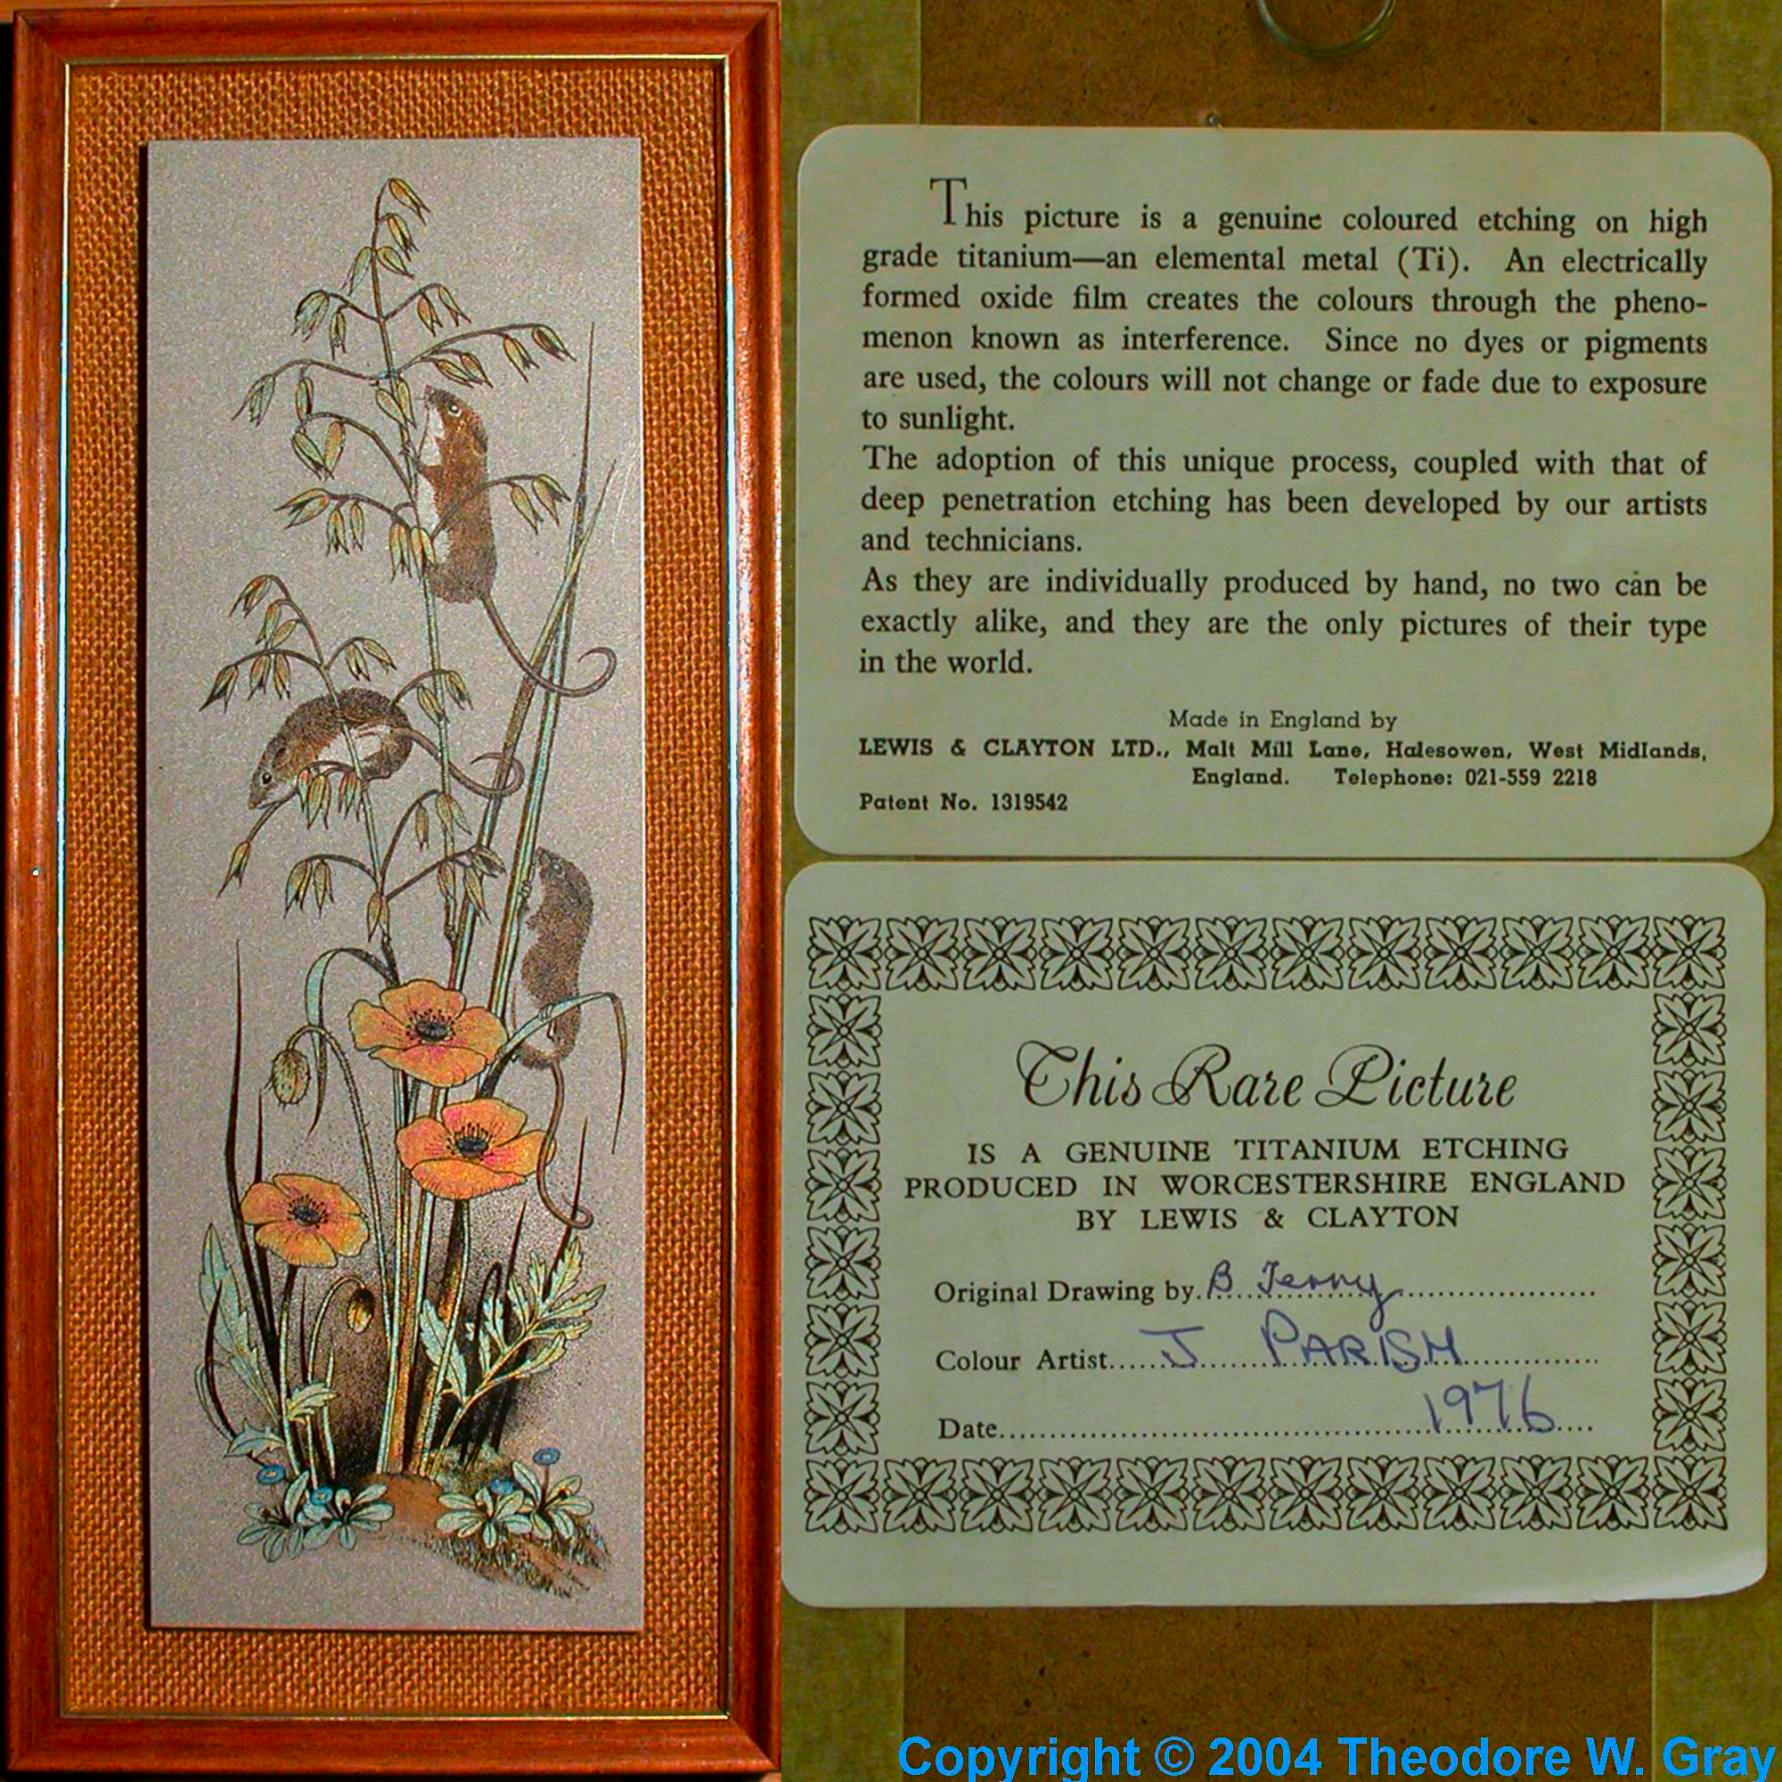 This picture is a genuine coloured etching on high
grade titanium—an elemental metal (Ti). An electrically
formed oxide film creates the colours through the pheno-
menon known as interference. Since no dyes or pigments
are used, the colours will not change or fade due to exposure
to sunlight.
The adoption of this unique process, coupled with that of
deep penetration etching has been developed by our artists
and technicians.
As they are individually produced by hand, no two can be
exactly alike, and they are the only pictures of their type
in the world.
Made in England by
LEWIS & CLAYTON LTD., Malt Mill Lane, Halesowen, West Midlands,
England. Telephone: 021-559 2218
Patent No. 1319542
This Rare Picture
IS A GENUINE TITANIUM ETCHING
PRODUCED IN WORCESTERSHIRE ENGLAND
BY LEWIS & CLAYTON
Original Drawing by. B
Colour Artist...... J PARISH
Date........ 1976
Copyright © 2004 Theodore W. Gray